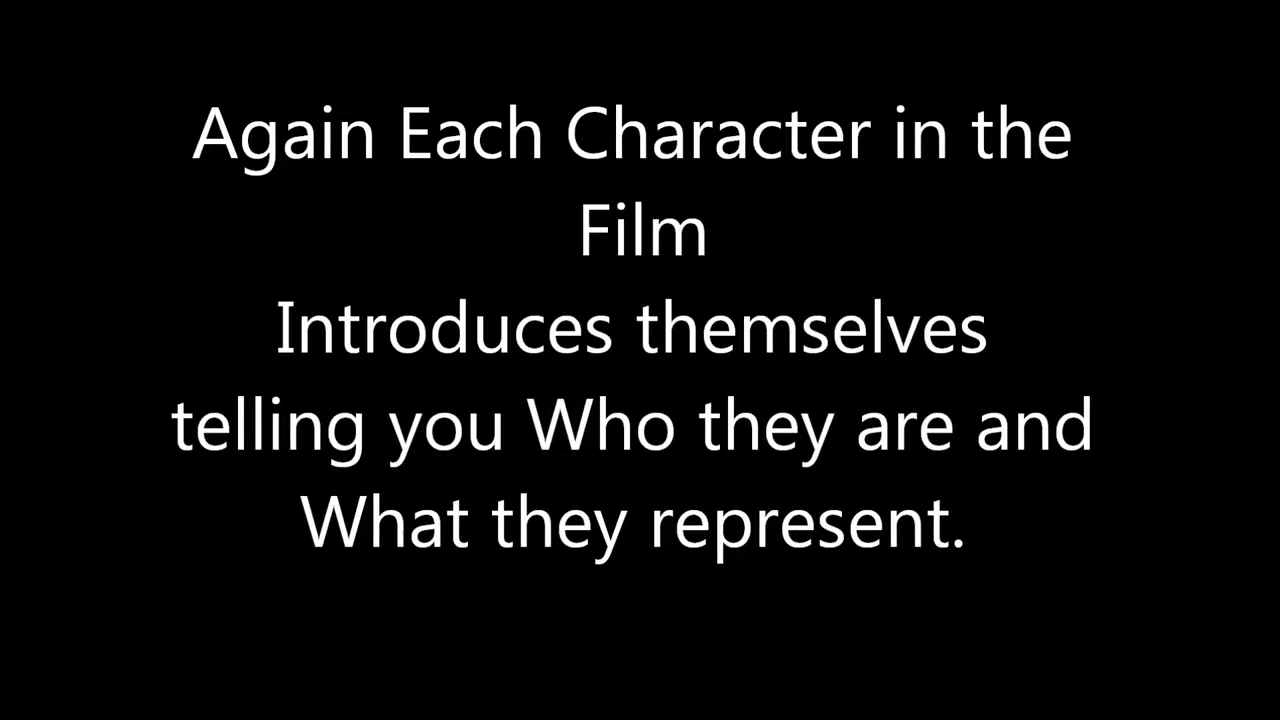 Again Each Character in the
Film
Introduces themselves
telling you Who they are and
What they represent.